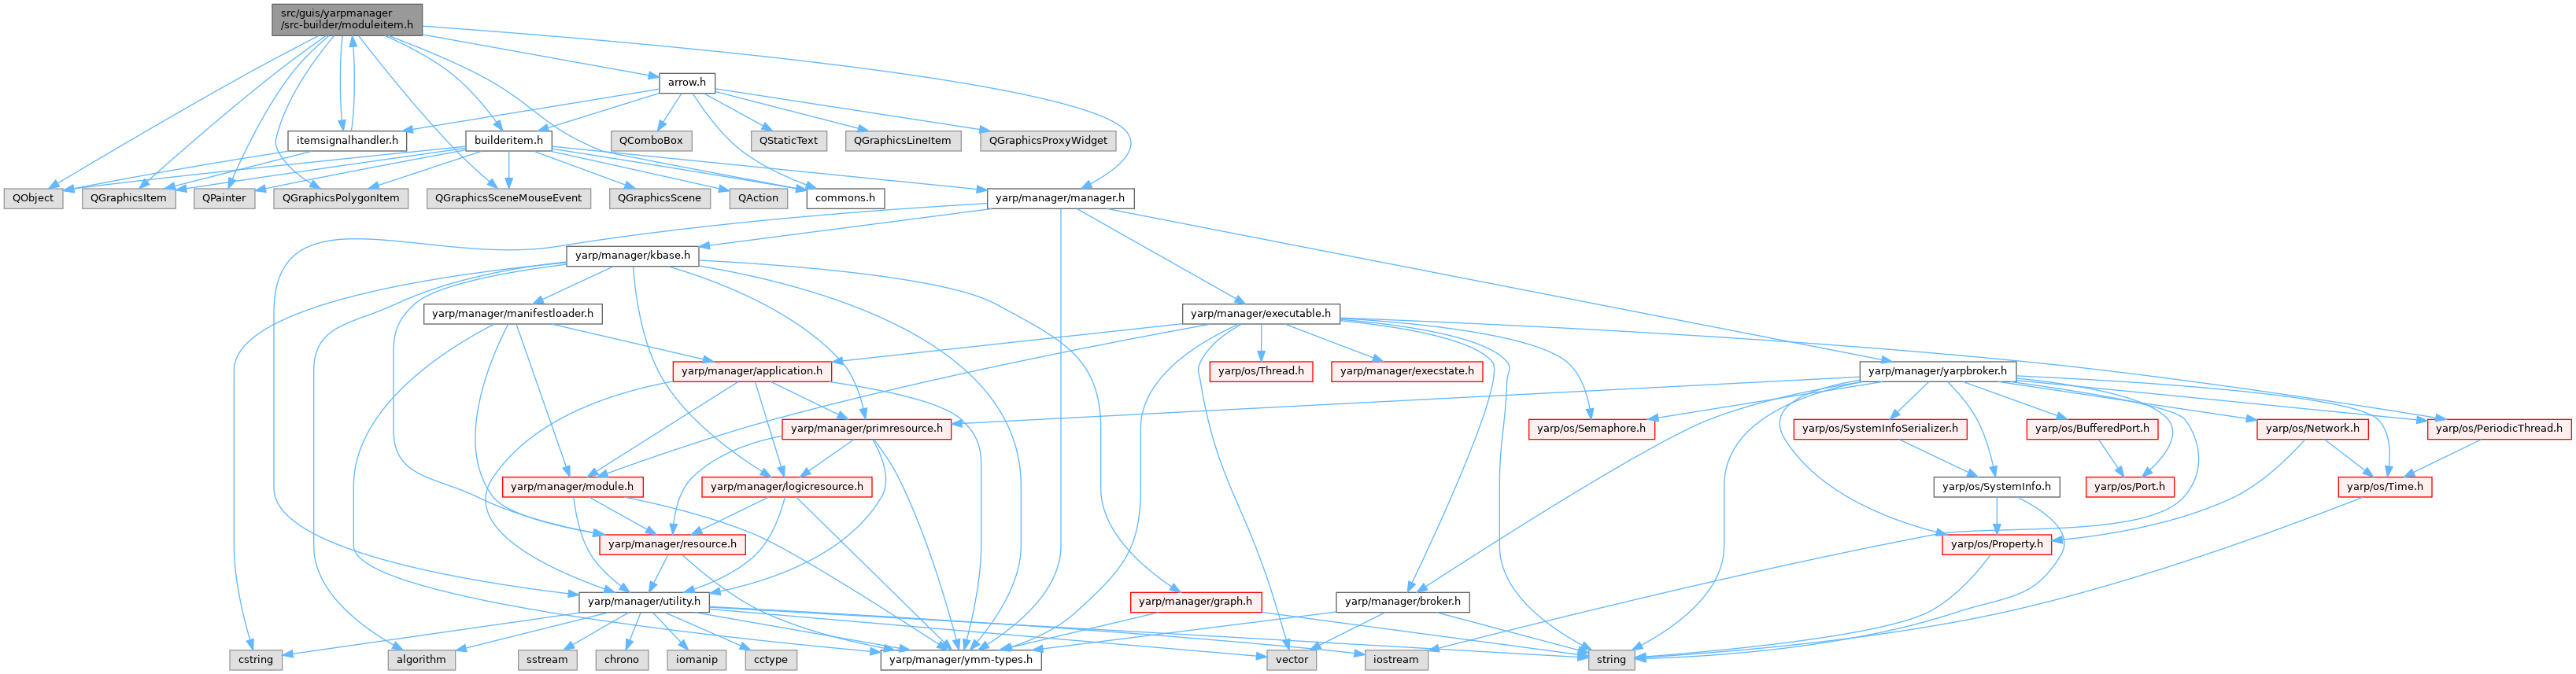 src/guis/yarpmanager
/src-builder/moduleitem.h
arrow.h
itemsignalhandler.h
builderitem.h
QComboBox
QStaticText
QGraphicsLineItem
QGraphicsProxyWidget
QObject
QGraphicsItem
QPainter
QGraphicsPolygonItem
QGraphicsSceneMouseEvent
QGraphicsScene
QAction
commons.h
yarp/manager/manager.h
yarp/manager/kbase.h
yarp/manager/manifestloader.h
yarp/manager/executable.h
yarp/manager/application.h
yarp/os/Thread.h
yarp/manager/execstate.h
yarp/manager/yarpbroker.h
yarp/manager/primresource.h
yarp/os/Semaphore.h
yarp/os/SystemInfoSerializer.h
yarp/os/BufferedPort.h
yarp/os/Network.h
yarp/os/PeriodicThread.h
yarp/manager/module.h
yarp/manager/logicresource.h
yarp/os/SystemInfo.h
yarp/os/Port.h
yarp/os/Time.h
yarp/manager/resource.h
yarp/os/Property.h
yarp/manager/utility.h
yarp/manager/graph.h
yarp/manager/broker.h
cstring
algorithm
sstream
chrono
iomanip
cctype
yarp/manager/ymm-types.h
vector
iostream
string